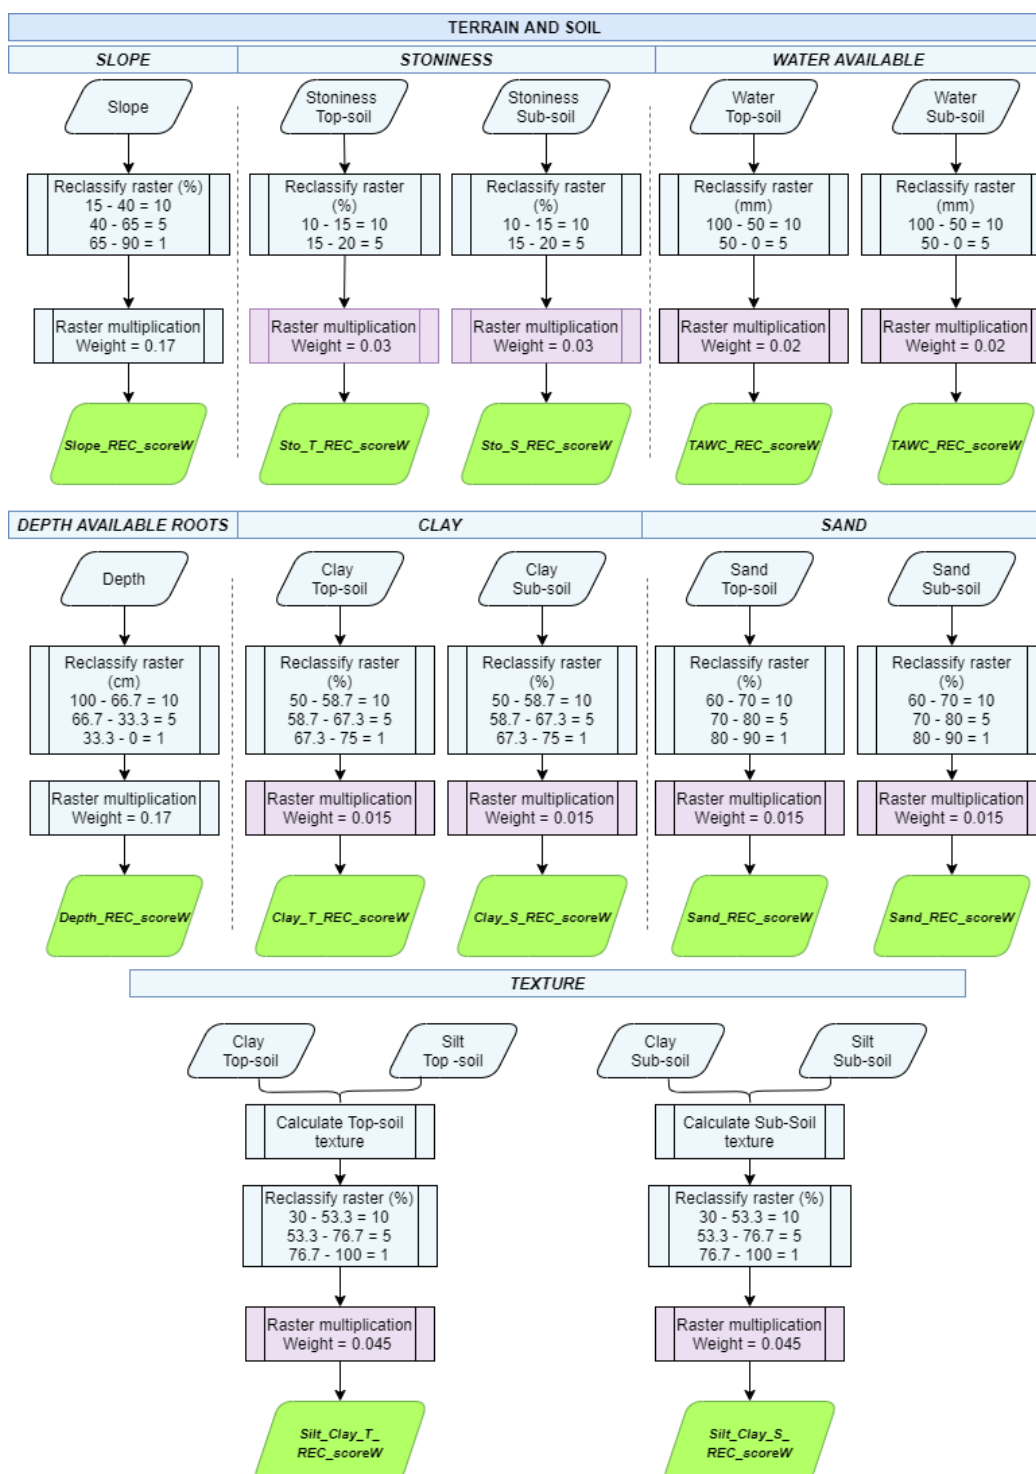 TERRAIN AND SOIL
SLOPE
STONINESS
WATER AVAILABLE
Slope
Stoniness
Top-soil
Stoniness
Sub-soil
Water
Top-soil
Water
Sub-soil
Reclassify raster (%)
15 - 40 = 10
40 - 65 = 5
65 - 90 = 1
Reclassify raster
(%)
10 - 15 = 10
15 - 20 = 5
Reclassify raster
(%)
10 - 15 = 10
15 - 20 = 5
Reclassify raster
(mm)
100 - 50 = 10
50 - 0 = 5
Reclassify raster
(mm)
100 - 50 = 10
50 - 0 = 5
Raster multiplication
Weight = 0.17
Raster multiplication
Weight = 0.03
Raster multiplication
Weight = 0.03
Raster multiplication
Weight = 0.02
Raster multiplication
Weight = 0.02
Slope_REC_scoreW
Sto_T_REC_scoreW
Sto_S_REC_scoreW
TAWC_REC_scoreW
TAWC_REC_scoreW
DEPTH AVAILABLE ROOTS
CLAY
SAND
Depth
Clay
Top-soil
Clay
Sub-soil
Sand
Top-soil
Sand
Sub-soil
Reclassify raster
(cm)
100 - 66.7 = 10
66.7 - 33.3 = 5
33.3 - 0 = 1
Reclassify raster
(%)
50 - 58.7 = 10
58.7 - 67.3 = 5
67.3 - 75 = 1
Reclassify raster
(%)
50 - 58.7 = 10
58.7 - 67.3 = 5
67.3 - 75 = 1
Reclassify raster
(%)
60 - 70 = 10
70 - 80 = 5
80 - 90 = 1
Reclassify raster
(%)
60 - 70 = 10
70 - 80 = 5
80 - 90 = 1
Raster multiplication
Weight = 0.17
Raster multiplication
Weight = 0.015
Raster multiplication
Weight = 0.015
Raster multiplication
Weight = 0.015
Raster multiplication
Weight = 0.015
Depth_REC_scoreW
Clay_T_REC_scoreW
Clay_S_REC_scoreW
Sand_REC_scoreW
Sand_REC_scoreW
TEXTURE
Clay
Top-soil
Silt
Top -soil
Clay
Sub-soil
Silt
Sub-soil
Calculate Top-soil
texture
Calculate Sub-Soil
texture
Reclassify raster (%)
30 - 53.3 = 10
53.3 - 76.7 = 5
76.7 - 100 = 1
Reclassify raster (%)
30 - 53.3 = 10
53.3 - 76.7 = 5
76.7 - 100 = 1
Raster multiplication
Weight = 0.045
Raster multiplication
Weight = 0.045
Silt_Clay_T_
REC_scoreW
Silt_Clay_S_
REC_scoreW